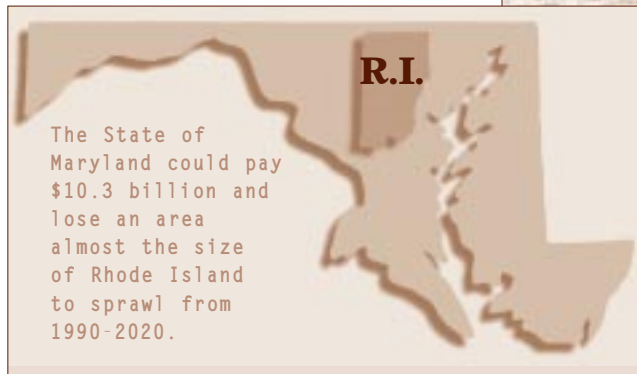 R.I.
The State of
Maryland could pay
$10.3 billion and
lose an area
almost the size
of Rhode Island
to sprawl from
1990-2020.